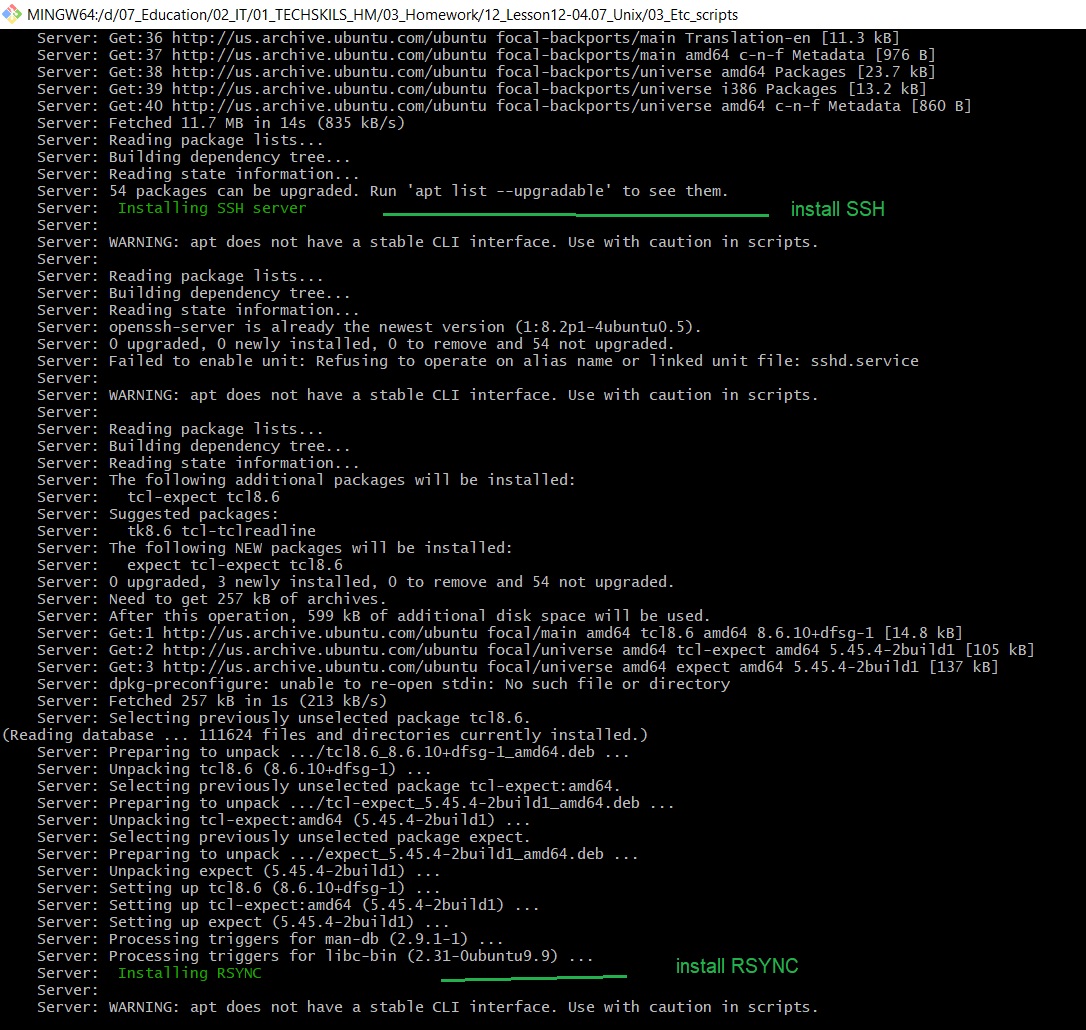 MINGW64:/d/07_Education/02_IT/01_TECHSKILS_HM/03_Homework/12_Lesson12-04.07_Unix/03_Etc_scripts
Server: Get:36 http://us.archive.ubuntu.com/ubuntu focal-backports/main Translation-en [11.3 kB]
Server: Get:37 http://us.archive.ubuntu.com/ubuntu focal-backports/main amd64 c-n-f Metadata [976 B]
Server: Get:38 http://us.archive.ubuntu.com/ubuntu focal-backports/universe amd64 Packages [23.7 kB]
Server: Get:39 http://us.archive.ubuntu.com/ubuntu focal-backports/universe i386 Packages [13.2 kB]
Server: Get:40 http://us.archive.ubuntu.com/ubuntu focal-backports/universe amd64 c-n-f Metadata [860 B]
Server: Fetched 11.7 MB in 14s (835 kB/s)
Server: Reading package lists...
Server: Building dependency tree...
Server: Reading state information...
Server: 54 packages can be upgraded. Run 'apt list --upgradable' to see them.
Server:  Installing SSH server install SSH
Server:
Server: WARNING: apt does not have a stable CLI interface. Use with caution in scripts.
Server:
Server: Reading package lists...
Server: Building dependency tree...
Server: Reading state information...
Server: openssh-server is already the newest version (1:8.2p1-4ubuntu0.5).
Server: 0 upgraded, 0 newly installed, 0 to remove and 54 not upgraded.
Server: Failed to enable unit: Refusing to operate on alias name or linked unit file: sshd.service
Server:
Server: WARNING: apt does not have a stable CLI interface. Use with caution in scripts.
Server:
Server: Reading package lists...
Server: Building dependency tree...
Server: Reading state information...
Server: The following additional packages will be installed:
Server:   tcl-expect tcl8.6
Server: Suggested packages:
Server:   tk8.6 tcl-tclreadline
Server: The following NEW packages will be installed:
Server:   expect tcl-expect tcl8.6
Server: 0 upgraded, 3 newly installed, 0 to remove and 54 not upgraded.
Server: Need to get 257 kB of archives.
Server: After this operation, 599 kB of additional disk space will be used.
Server: Get:1 http://us.archive.ubuntu.com/ubuntu focal/main amd64 tcl8.6 amd64 8.6.10+dfsg-1 [14.8 kB]
Server: Get:2 http://us.archive.ubuntu.com/ubuntu focal/universe amd64 tcl-expect amd64 5.45.4-2build1 [105 kB]
Server: Get:3 http://us.archive.ubuntu.com/ubuntu focal/universe amd64 expect amd64 5.45.4-2build1 [137 kB]
Server: dpkg-preconfigure: unable to re-open stdin: No such file or directory
Server: Fetched 257 kB in 1s (213 kB/s)
Server: Selecting previously unselected package tcl8.6.
(Reading database ... 111624 files and directories currently installed.)
Server: Preparing to unpack .../tcl8.6_8.6.10+dfsg-1_amd64.deb ...
Server: Unpacking tcl8.6 (8.6.10+dfsg-1) ...
Server: Selecting previously unselected package tcl-expect:amd64.
Server: Preparing to unpack .../tcl-expect_5.45.4-2build1_amd64.deb ...
Server: Unpacking tcl-expect:amd64 (5.45.4-2build1) ...
Server: Selecting previously unselected package expect.
Server: Preparing to unpack .../expect_5.45.4-2build1_amd64.deb ...
Server: Unpacking expect (5.45.4-2build1) ...
Server: Setting up tcl8.6 (8.6.10+dfsg-1) ...
Server: Setting up tcl-expect:amd64 (5.45.4-2build1) ...
Server: Setting up expect (5.45.4-2build1) ...
Server: Processing triggers for man-db (2.9.1-1) ...
Server: Processing triggers for libc-bin (2.31-0ubuntu9.9) ...
Server:  Installing RSYNC install RSYNC
Server:
Server: WARNING: apt does not have a stable CLI interface. Use with caution in scripts.